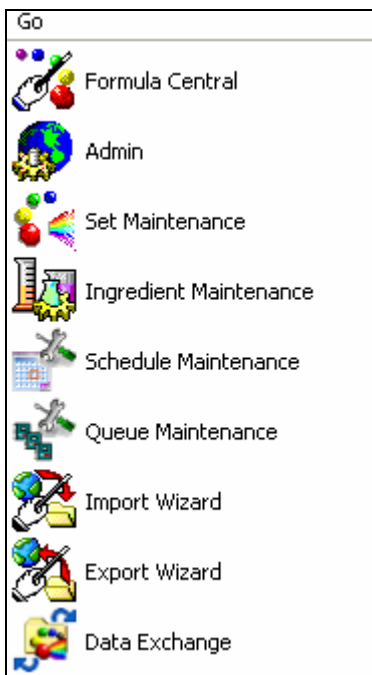 Go
Formula Central
Admin
Set Maintenance
Ingredient Maintenance
Schedule Maintenance
Queue Maintenance
Import Wizard
Export Wizard
Data Exchange